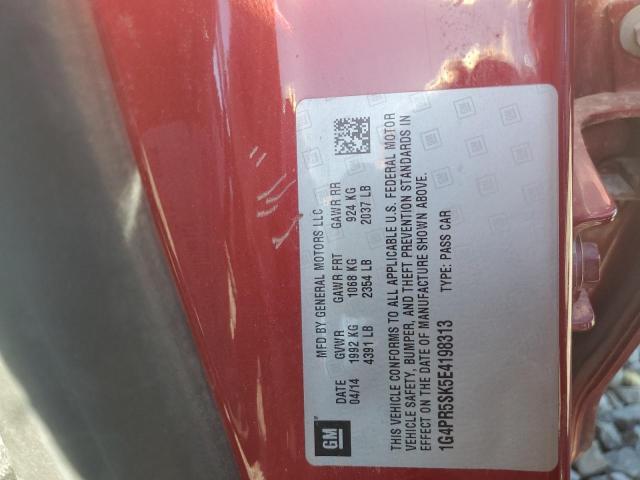 MFD BY GENERAL MOTORS LLC
DATE GVWR GAWR FRT GAWR RR
04/14 1992 KG 1068 KG 924 KG
4391 LB 2354 LB 2037 LB
GM
THIS VEHICLE CONFORMS TO ALL APPLICABLE U.S. FEDERAL MOTOR
VEHICLE SAFETY, BUMPER, AND THEFT PREVENTION STANDARDS IN
EFFECT ON THE DATE OF MANUFACTURE SHOWN ABOVE.
1G4PR5SK5E4198313 TYPE: PASS CAR